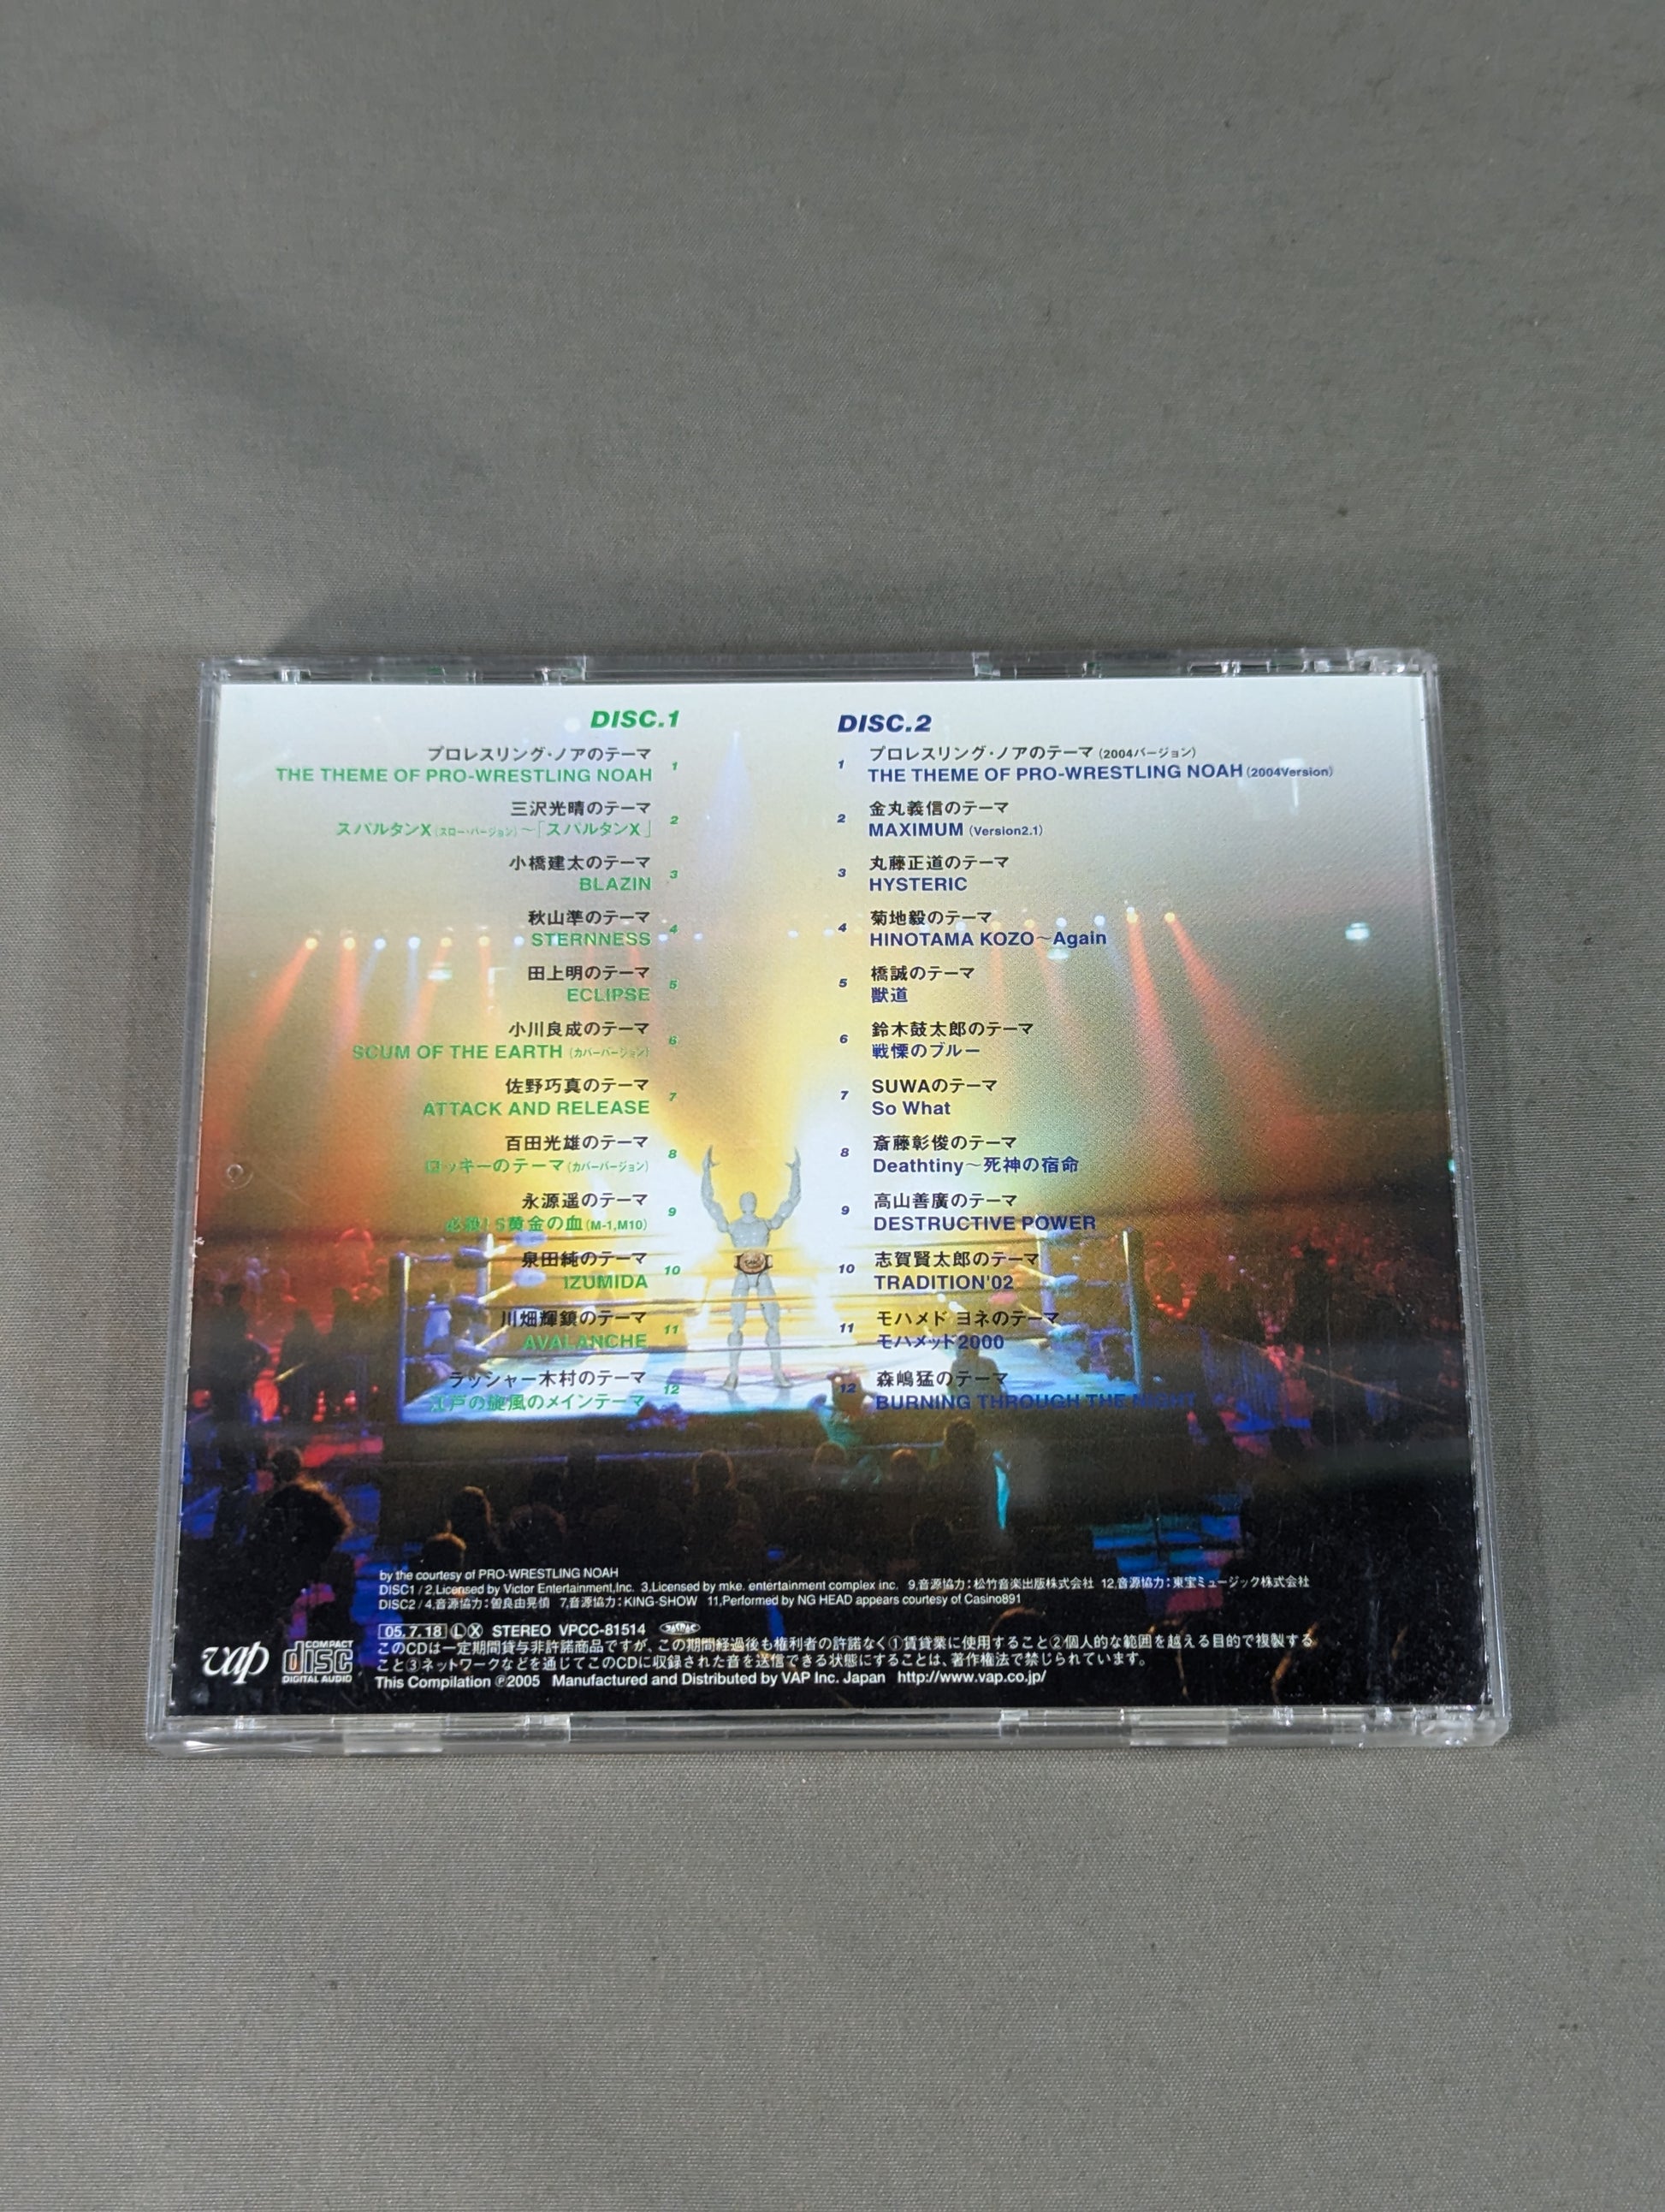 DISC.1
プロレスリング・ノアのテーマ
THE THEME OF PRO-WRESTLING NOAH 1
三沢光晴のテーマ
スパルタンX(スロー・バージョン)～「スパルタンX」 2
小橋建太のテーマ
BLAZIN 3
秋山準のテーマ
STERNNESS 4
田上明のテーマ
ECLIPSE 5
小川良成のテーマ
SCUM OF THE EARTH (カバーバージョン) 6
佐野巧真のテーマ
ATTACK AND RELEASE 7
百田光雄のテーマ
ロッキーのテーマ(カバーバージョン) 8
永源遥のテーマ
必殺!5黄金の血(M-1,M10) 9
泉田純のテーマ
IZUMIDA 10
川畑輝鎮のテーマ
AVALANCHE 11
ラッシャー木村のテーマ
江戸の旋風のメインテーマ 12
DISC.2
プロレスリング・ノアのテーマ(2004バージョン)
1 THE THEME OF PRO-WRESTLING NOAH (2004Version)
金丸義信のテーマ
2 MAXIMUM (Version2.1)
丸藤正道のテーマ
3 HYSTERIC
菊地毅のテーマ
4 HINOTAMA KOZO～Again
橋誠のテーマ
5 獣道
鈴木鼓太郎のテーマ
6 戦慄のブルー
SUWAのテーマ
7 So What
斎藤彰俊のテーマ
8 Deathtiny～死神の宿命
高山善廣のテーマ
9 DESTRUCTIVE POWER
志賀賢太郎のテーマ
10 TRADITION'02
モハメド ヨネのテーマ
11 モハメッド2000
森嶋猛のテーマ
12 BURNING THROUGH THE NIGHT
by the courtesy of PRO-WRESTLING NOAH
DISC1 / 2,Licensed by Victor Entertainment,Inc. 3,Licensed by mke. entertainment complex inc. 9,音源協力:松竹音楽出版株式会社 12,音源協力:東宝ミュージック株式会社
DISC2 / 4,音源協力:曽良由晃慎 7,音源協力:KING-SHOW 11,Performed by NG HEAD appears courtesy of Casino891
05.7.18 Ⓛ Ⓧ STEREO VPCC-81514
このCDは一定期間貸与非許諾商品ですが、この期間経過後も権利者の許諾なく①賃貸業に使用すること②個人的な範囲を越える目的で複製する
こと③ネットワークなどを通じてこのCDに収録された音を送信できる状態にすることは、著作権法で禁じられています。
This Compilation ℗2005 Manufactured and Distributed by VAP Inc. Japan http://www.vap.co.jp/
vap
COMPACT
disc
DIGITAL AUDIO